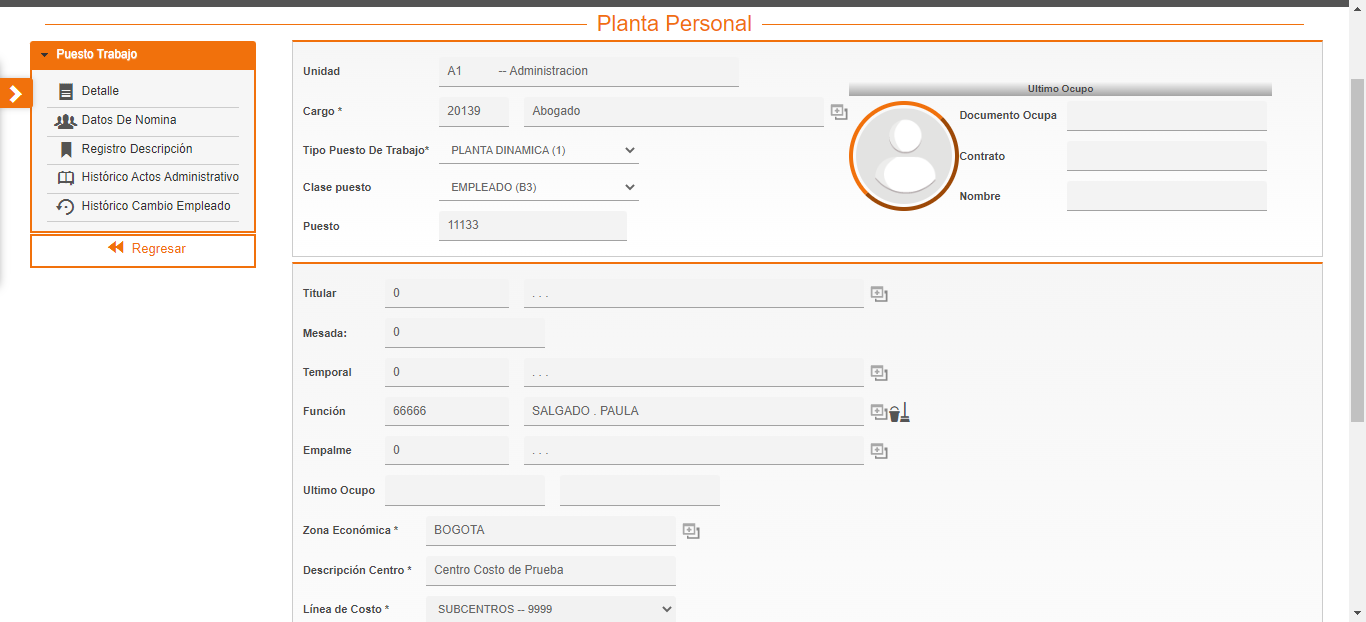 Planta Personal
Puesto Trabajo
Detalle
Datos De Nomina
Registro Descripción
Histórico Actos Administrativo
Histórico Cambio Empleado
Regresar
Unidad A1 -- Administracion
Cargo * 20139 Abogado
Tipo Puesto De Trabajo* PLANTA DINAMICA (1)
Clase puesto EMPLEADO (B3)
Puesto 11133
Ultimo Ocupo
Documento Ocupa
Contrato
Nombre
Titular 0 . . .
Mesada: 0
Temporal 0 . . .
Función 66666 SALGADO . PAULA
Empalme 0 . . .
Ultimo Ocupo
Zona Económica * BOGOTA
Descripción Centro * Centro Costo de Prueba
Línea de Costo * SUBCENTROS -- 9999